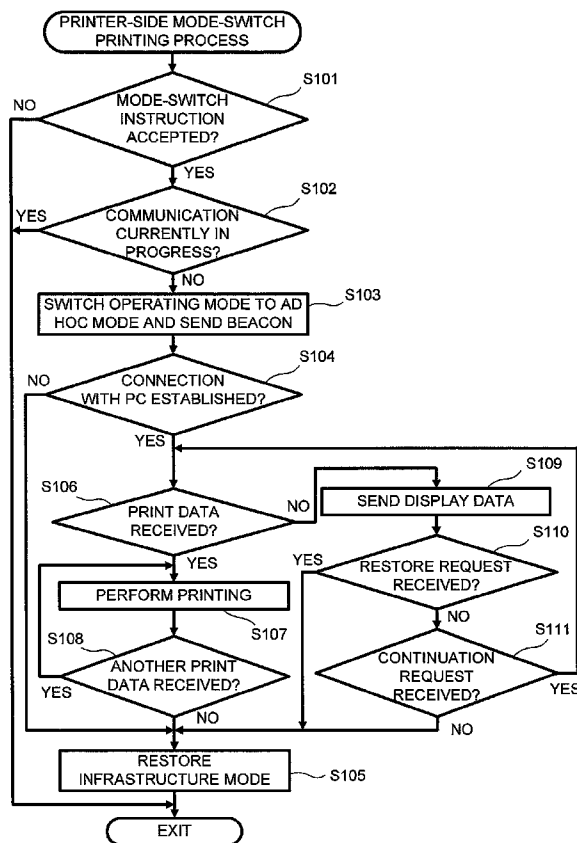 PRINTER-SIDE MODE-SWITCH
PRINTING PROCESS
S101
NO
MODE-SWITCH
INSTRUCTION
ACCEPTED?
YES
S102
YES
COMMUNICATION
CURRENTLY IN
PROGRESS?
NO
S103
SWITCH OPERATING MODE TO AD
HOC MODE AND SEND BEACON
S104
NO
CONNECTION
WITH PC ESTABLISHED?
YES
S106
PRINT DATA
RECEIVED?
NO
YES
S109
SEND DISPLAY DATA
S110
YES
RESTORE REQUEST
RECEIVED?
NO
PERFORM PRINTING
S107
S108
ANOTHER PRINT
DATA RECEIVED?
YES
NO
S111
CONTINUATION
REQUEST
RECEIVED?
YES
NO
RESTORE
INFRASTRUCTURE MODE
S105
EXIT